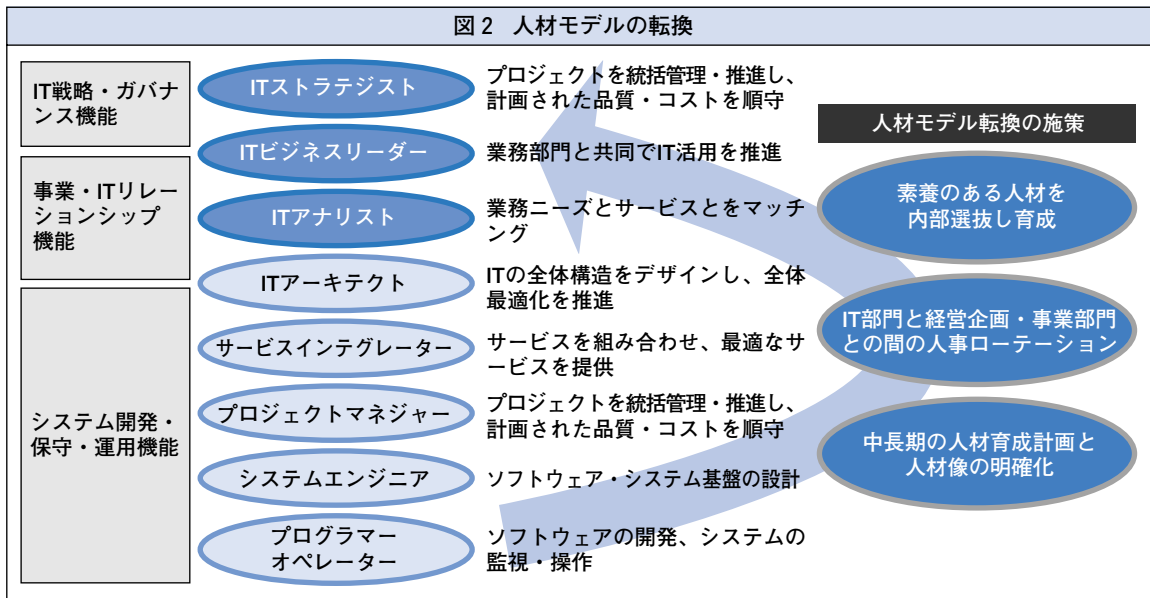 図2 人材モデルの転換
IT戦略・ガバナ
ンス機能
ITストラテジスト
プロジェクトを統括管理・推進し、
計画された品質・コストを順守
ITビジネスリーダー
業務部門と共同でIT活用を推進
事業・ITリレー
ションシップ
機能
ITアナリスト
業務ニーズとサービスとをマッチ
ング
ITアーキテクト
ITの全体構造をデザインし、全体
最適化を推進
サービスインテグレーター
サービスを組み合わせ、最適なサ
ービスを提供
システム開発・
保守・運用機能
プロジェクトマネジャー
プロジェクトを統括管理・推進し、
計画された品質・コストを順守
システムエンジニア
ソフトウェア・システム基盤の設計
プログラマー
オペレーター
ソフトウェアの開発、システムの
監視・操作
人材モデル転換の施策
素養のある人材を
内部選抜し育成
IT部門と経営企画・事業部門
との間の人事ローテーション
中長期の人材育成計画と
人材像の明確化